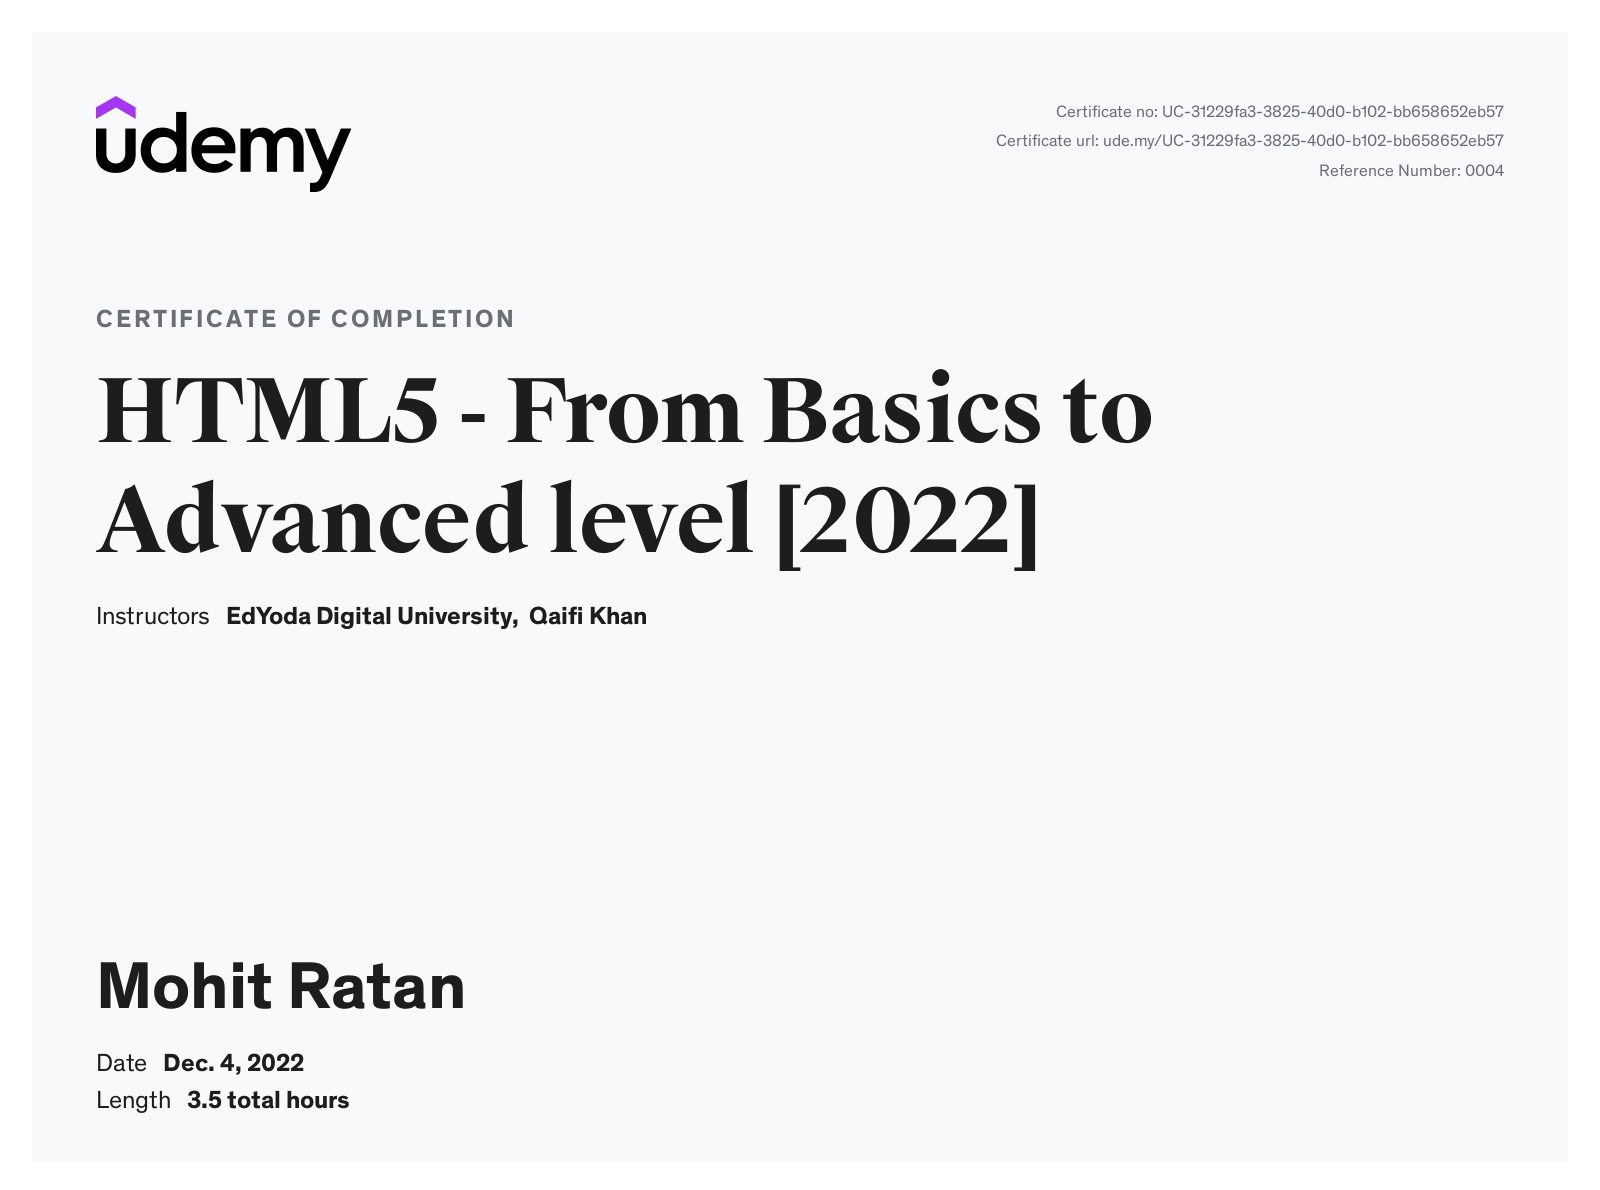 udemy
Certificate no: UC-31229fa3-3825-40d0-b102-bb658652eb57
Certificate url: ude.my/UC-31229fa3-3825-40d0-b102-bb658652eb57
Reference Number: 0004
CERTIFICATE OF COMPLETION
HTML5 - From Basics to
Advanced level [2022]
Instructors EdYoda Digital University, Qaifi Khan
Mohit Ratan
Date Dec. 4, 2022
Length 3.5 total hours